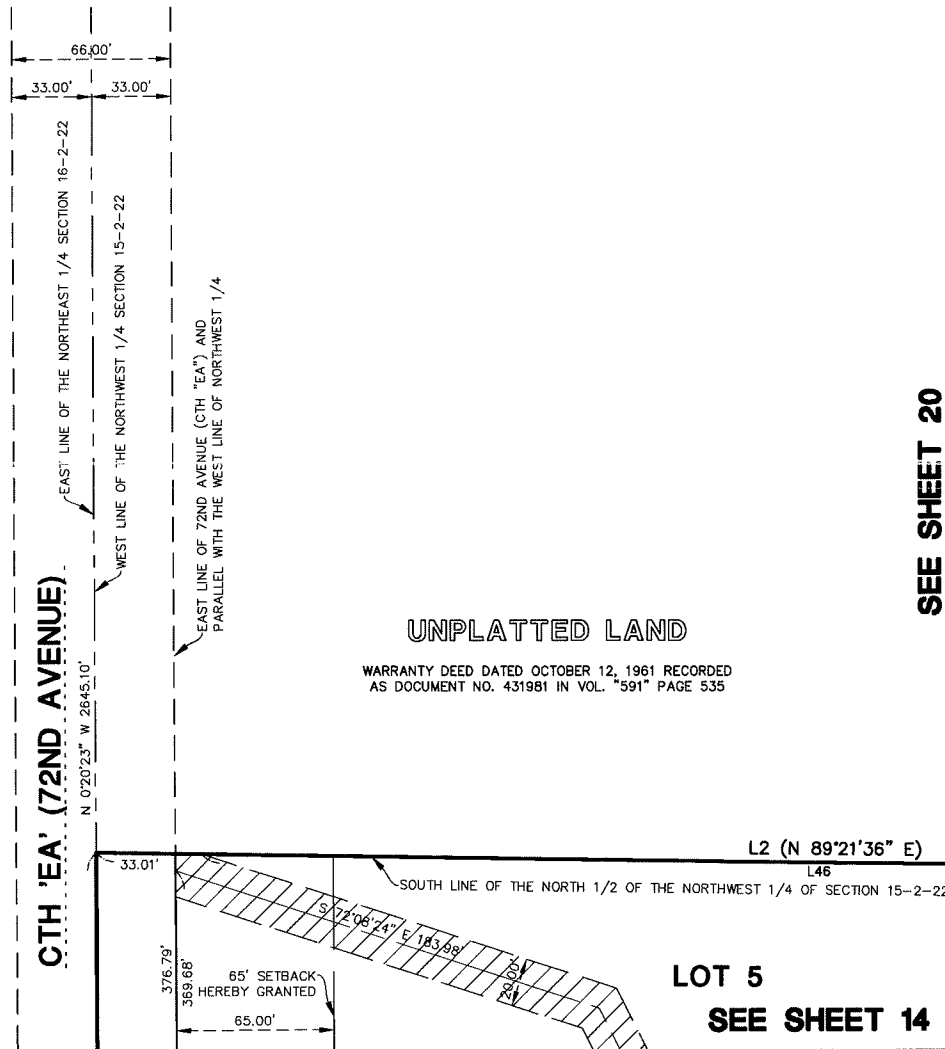 66.00'
33.00'
33.00'
EAST LINE OF THE NORTHEAST 1/4 SECTION 16-2-22
WEST LINE OF THE NORTHWEST 1/4 SECTION 15-2-22
EAST LINE OF 72ND AVENUE (CTH "EA") AND
PARALLEL WITH THE WEST LINE OF NORTHWEST 1/4
SEE SHEET 20
UNPLATTED LAND
WARRANTY DEED DATED OCTOBER 12, 1961 RECORDED
AS DOCUMENT NO. 431981 IN VOL. "591" PAGE 535
CTH 'EA' (72ND AVENUE)
N 0°20'23" W 2645.10'
33.01'
L2 (N 89°21'36" E)
L46
SOUTH LINE OF THE NORTH 1/2 OF THE NORTHWEST 1/4 OF SECTION 15-2-22
S 72°08'24" E 183.98'
20.00'
376.79'
369.68'
65' SETBACK
HEREBY GRANTED
65.00'
LOT 5
SEE SHEET 14